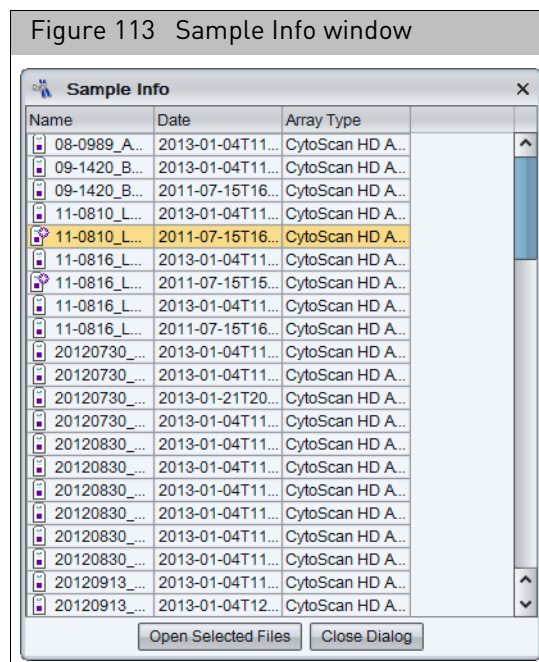 Figure 113 Sample Info window
Sample Info
Name Date Array Type
08-0989_A... 2013-01-04T11... CytoScan HD A...
09-1420_B... 2013-01-04T11... CytoScan HD A...
09-1420_B... 2011-07-15T16... CytoScan HD A...
11-0810_L... 2013-01-04T11... CytoScan HD A...
11-0810_L... 2011-07-15T16... CytoScan HD A...
11-0816_L... 2013-01-04T11... CytoScan HD A...
11-0816_L... 2011-07-15T15... CytoScan HD A...
11-0816_L... 2013-01-04T11... CytoScan HD A...
11-0816_L... 2011-07-15T16... CytoScan HD A...
20120730_... 2013-01-04T11... CytoScan HD A...
20120730_... 2013-01-04T11... CytoScan HD A...
20120730_... 2013-01-21T20... CytoScan HD A...
20120730_... 2013-01-04T11... CytoScan HD A...
20120830_... 2013-01-04T11... CytoScan HD A...
20120830_... 2013-01-04T11... CytoScan HD A...
20120830_... 2013-01-04T11... CytoScan HD A...
20120830_... 2013-01-04T11... CytoScan HD A...
20120830_... 2013-01-04T11... CytoScan HD A...
20120830_... 2013-01-04T11... CytoScan HD A...
20120913_... 2013-01-04T11... CytoScan HD A...
20120913_... 2013-01-04T12... CytoScan HD A...
Open Selected Files Close Dialog